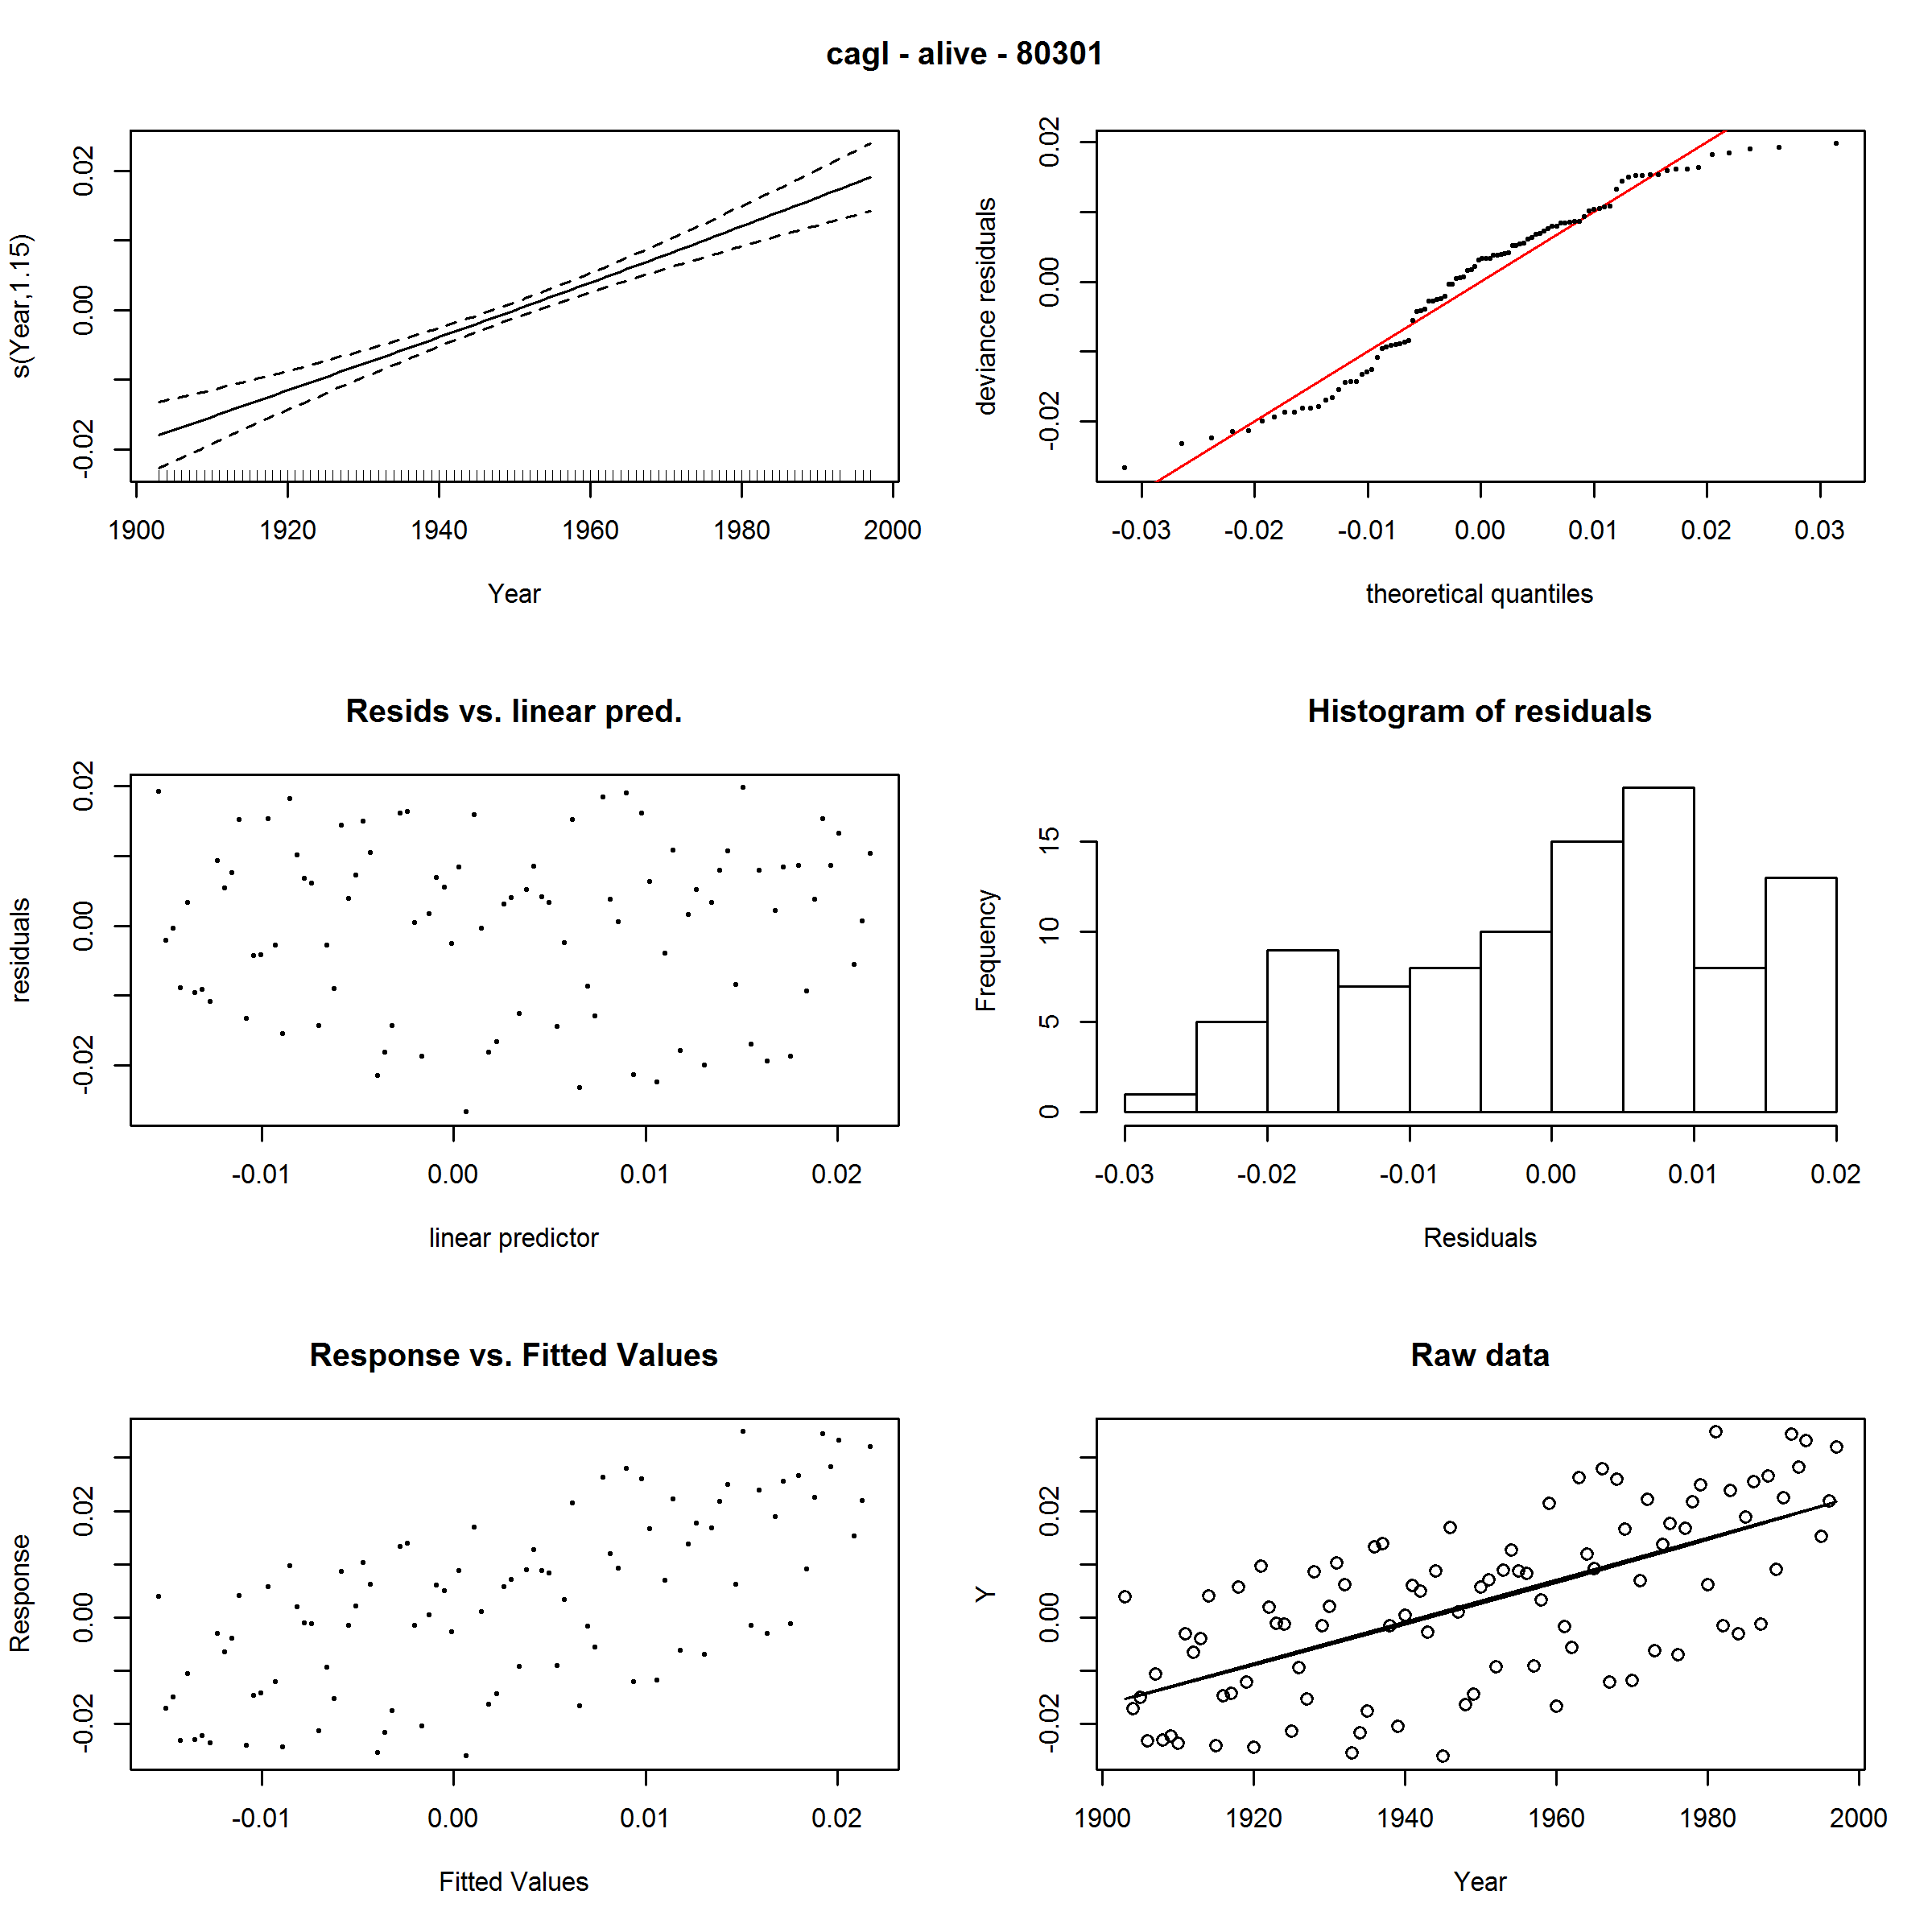 cagl - alive - 80301
s(Year,1.15)
-0.02 0.00 0.02
1900 1920 1940 1960 1980 2000
Year
deviance residuals
-0.02 0.00 0.02
-0.03 -0.02 -0.01 0.00 0.01 0.02 0.03
theoretical quantiles
Resids vs. linear pred.
residuals
-0.02 0.00 0.02
-0.01 0.00 0.01 0.02
linear predictor
Histogram of residuals
Frequency
0 5 10 15
-0.03 -0.02 -0.01 0.00 0.01 0.02
Residuals
Response vs. Fitted Values
Response
-0.02 0.00 0.02
-0.01 0.00 0.01 0.02
Fitted Values
Raw data
Y
-0.02 0.00 0.02
1900 1920 1940 1960 1980 2000
Year